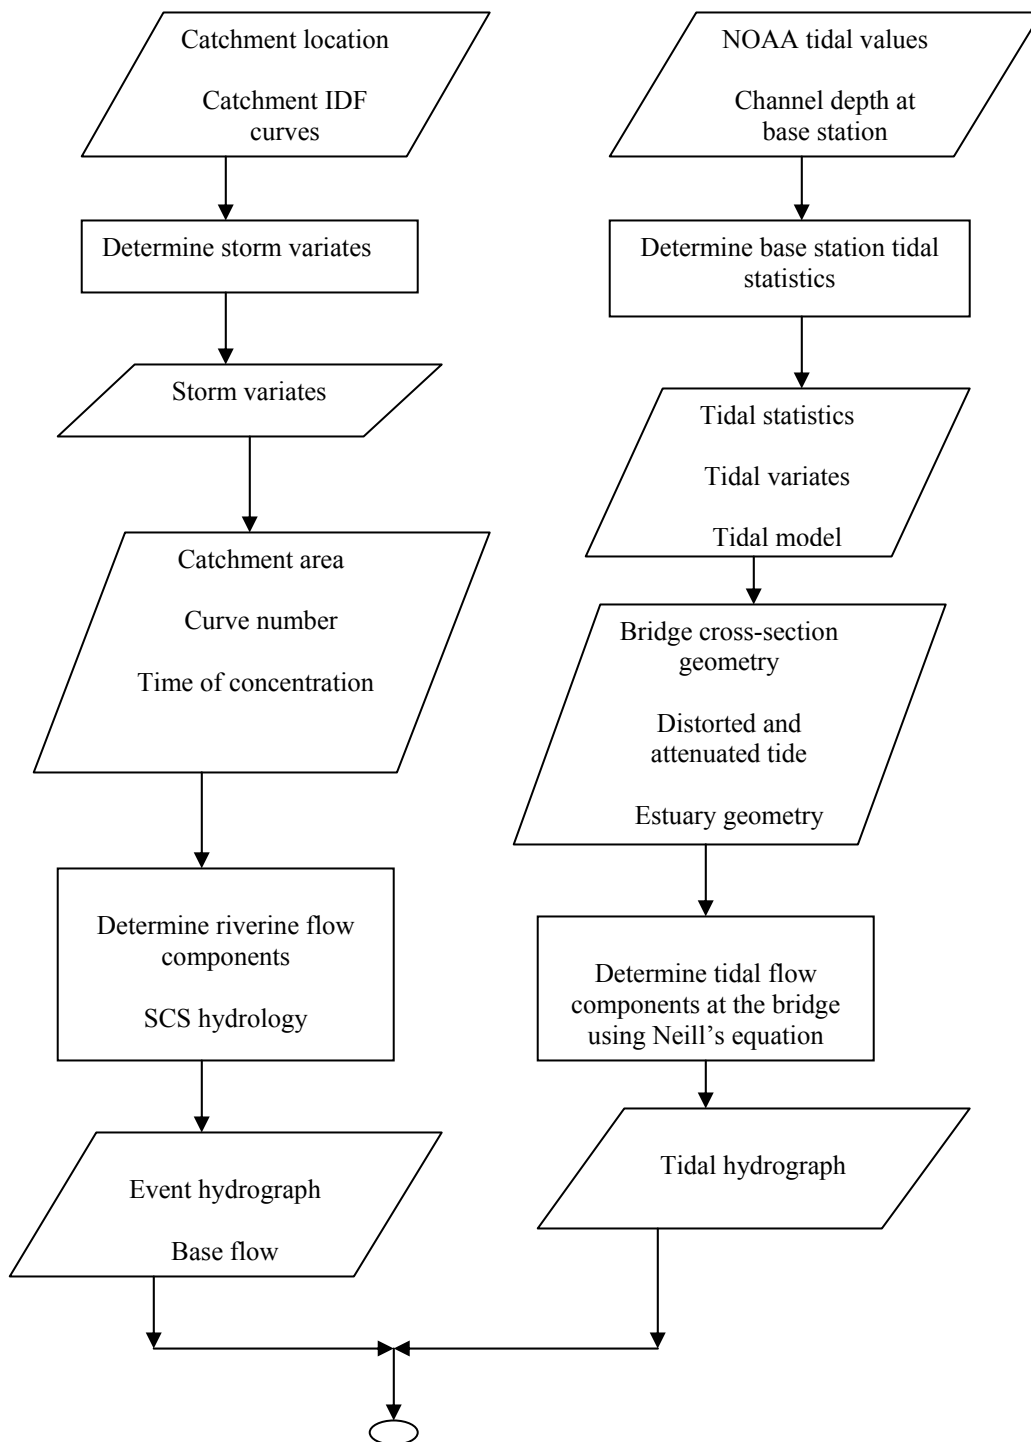 Catchment location
Catchment IDF
curves
Determine storm variates
Storm variates
Catchment area
Curve number
Time of concentration
Determine riverine flow
components
SCS hydrology
Event hydrograph
Base flow
NOAA tidal values
Channel depth at
base station
Determine base station tidal
statistics
Tidal statistics
Tidal variates
Tidal model
Bridge cross-section
geometry
Distorted and
attenuated tide
Estuary geometry
Determine tidal flow
components at the bridge
using Neill’s equation
Tidal hydrograph